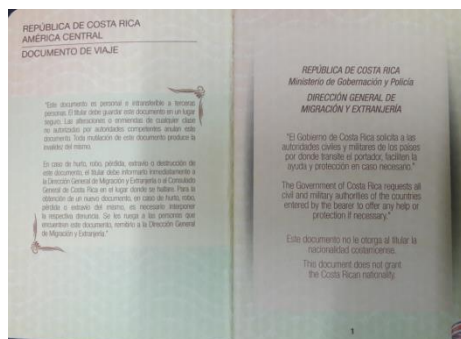 REPÚBLICA DE COSTA RICA
AMÉRICA CENTRAL
DOCUMENTO DE VIAJE
"Este documento es personal e intransferible a terceras
personas. El titular debe guardar este documento en un lugar
seguro. Las alteraciones o enmiendas de cualquier clase
no autorizadas por autoridades competentes anulan este
documento. Toda mutilación de este documento produce la
invalidez del mismo.
En caso de hurto, robo, pérdida, extravío o destrucción de
este documento, el titular debe informarlo inmediatamente a
la Dirección General de Migración y Extranjería o al Consulado
General de Costa Rica en el lugar donde se hallare. Para la
obtención de un nuevo documento, en caso de hurto, robo,
pérdida o extravío del mismo, es necesario interponer
la respectiva denuncia. Se les ruega a las personas que
encuentren este documento, remitirlo a la Dirección General
de Migración y Extranjería."
REPÚBLICA DE COSTA RICA
Ministerio de Gobernación y Policía
DIRECCIÓN GENERAL DE
MIGRACIÓN Y EXTRANJERÍA
"El Gobierno de Costa Rica solicita a las
autoridades civiles y militares de los países
por donde transite el portador, faciliten la
ayuda y protección en caso necesario."
The Government of Costa Rica requests all
civil and military authorities of the countries
entered by the bearer to offer any help or
protection if necessary."
Este documento no le otorga al titular la
nacionalidad costarricense.
This document does not grant
the Costa Rican nationality.
1